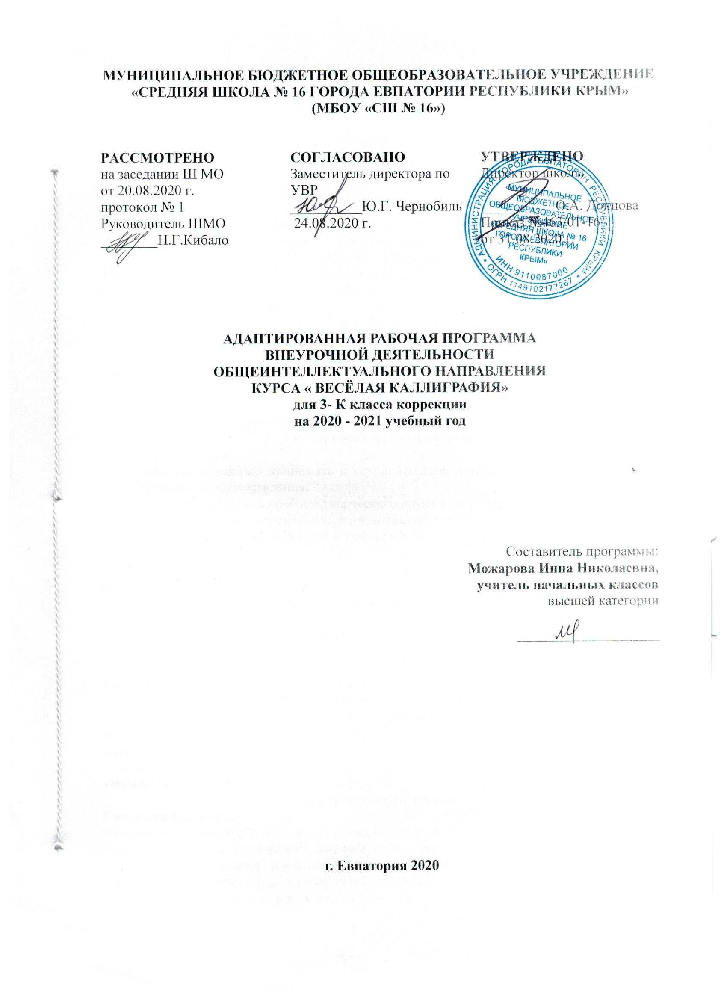 МУНИЦИПАЛЬНОЕ БЮДЖЕТНОЕ ОБЩЕОБРАЗОВАТЕЛЬНОЕ УЧРЕЖДЕНИЕ
«СРЕДНЯЯ ШКОЛА № 16 ГОРОДА ЕВПАТОРИИ РЕСПУБЛИКИ КРЫМ»
(МБОУ «СШ № 16»)
РАССМОТРЕНО
на заседании Ш МО
от 20.08.2020 г.
протокол № 1
Руководитель ШМО
________Н.Г.Кибало
СОГЛАСОВАНО
Заместитель директора по
УВР
__________Ю.Г. Чернобиль
24.08.2020 г.
УТВЕРЖДЕНО
Директор школы
__________О.А. Донцова
Приказ №463/01-16
от 31.08.2020 г.
АДМИНИСТРАЦИЯ ГОРОДА ЕВПАТОРИИ РЕСПУБЛИКИ КРЫМ • ОГРН 1149102177267 •
МУНИЦИПАЛЬНОЕ
БЮДЖЕТНОЕ
ОБЩЕОБРАЗОВАТЕЛЬНОЕ
УЧРЕЖДЕНИЕ
«СРЕДНЯЯ ШКОЛА № 16
ГОРОДА ЕВПАТОРИИ
РЕСПУБЛИКИ
КРЫМ»
ИНН 9110087000
АДАПТИРОВАННАЯ РАБОЧАЯ ПРОГРАММА
ВНЕУРОЧНОЙ ДЕЯТЕЛЬНОСТИ
ОБЩЕИНТЕЛЛЕКТУАЛЬНОГО НАПРАВЛЕНИЯ
КУРСА « ВЕСЁЛАЯ КАЛЛИГРАФИЯ»
для 3- К класса коррекции
на 2020 - 2021 учебный год
Составитель программы:
Можарова Инна Николаевна,
учитель начальных классов
высшей категории
г. Евпатория 2020